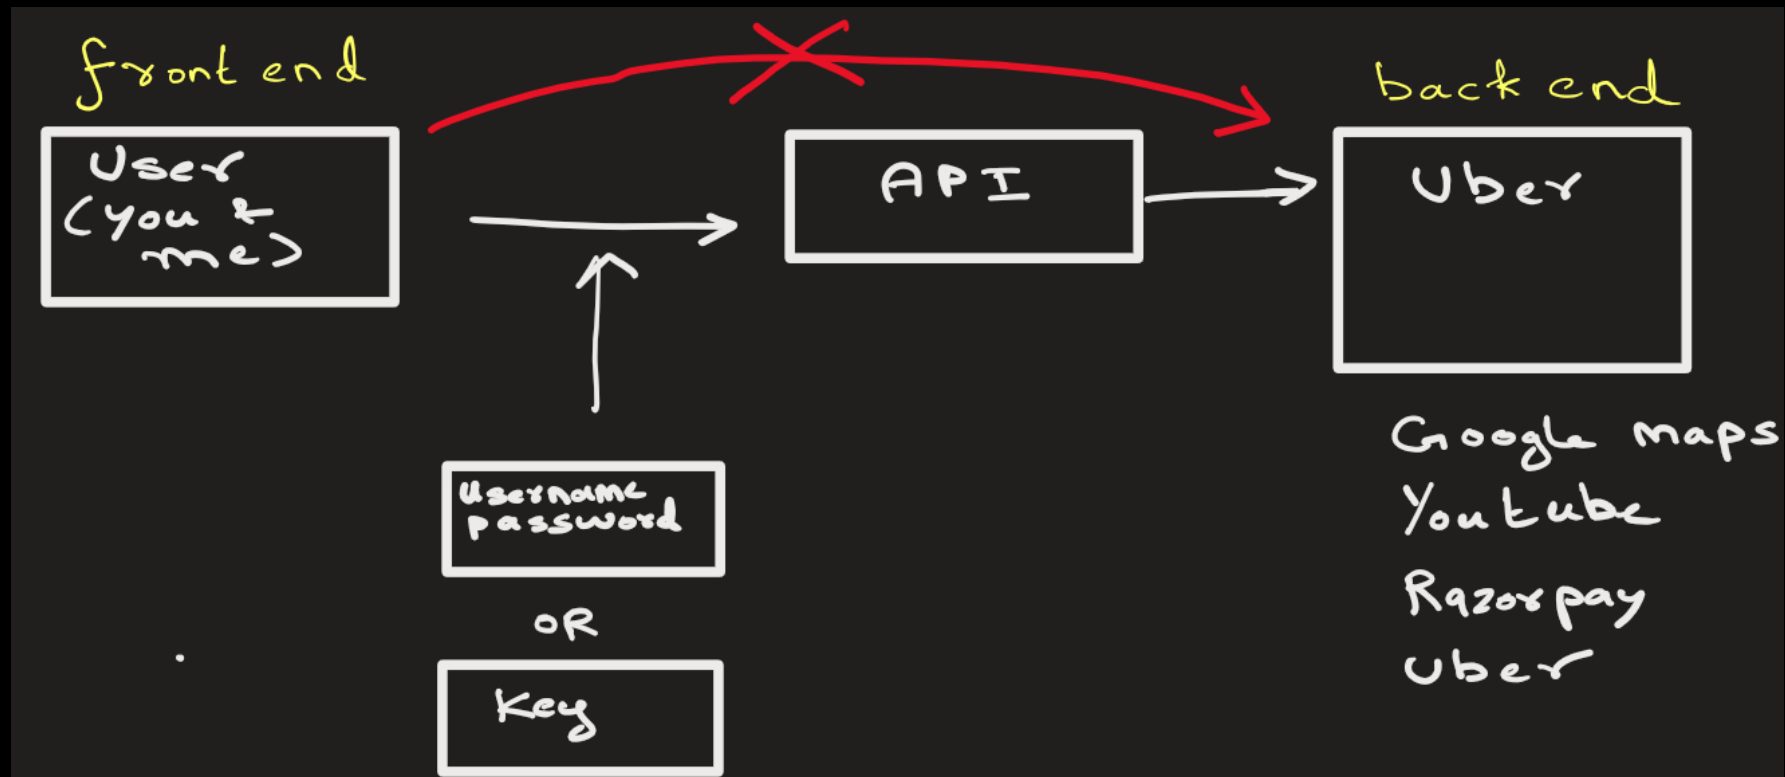 front end
back end
User
(you &
me)
API
Uber
Username
password
OR
Key
Google maps
Youtube
Razorpay
Uber